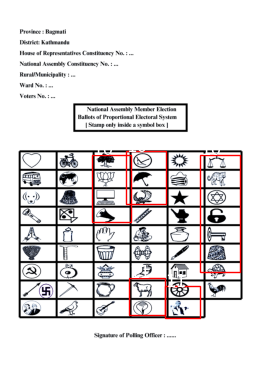 Province : Bagmati
District: Kathmandu
House of Representatives Constituency No. : ...
National Assembly Constituency No. : ...
Rural/Municipality : ...
Ward No. : ...
Voters No. : ...
National Assembly Member Election
Ballots of Proportional Electoral System
[ Stamp only inside a symbol box ]
Signature of Polling Officer : ......